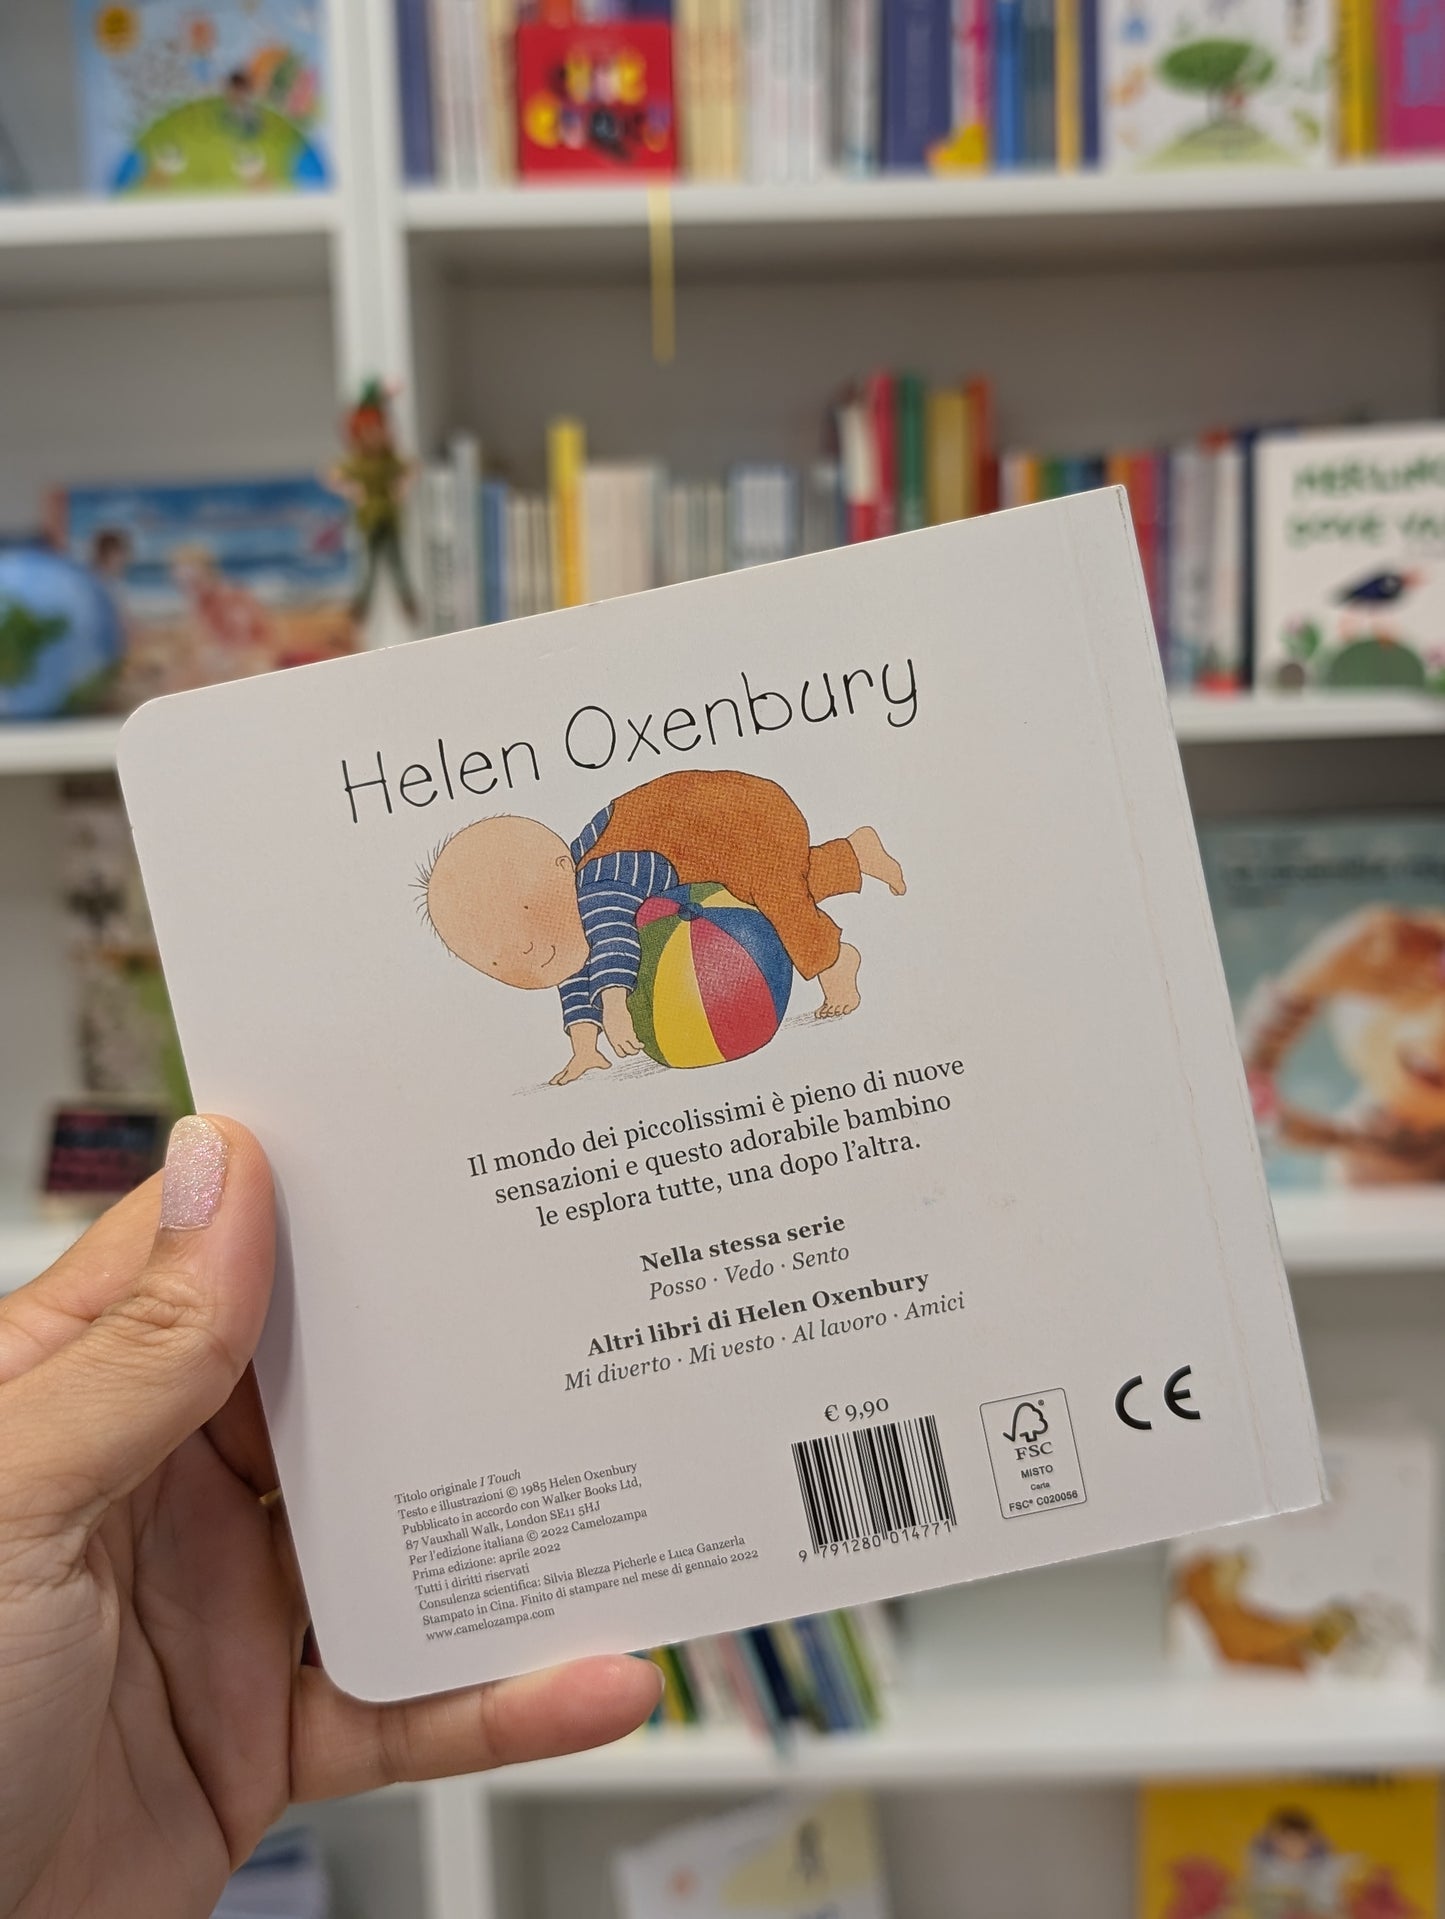 Helen Oxenbury
Il mondo dei piccolissimi è pieno di nuove
sensazioni e questo adorabile bambino
le esplora tutte, una dopo l'altra.
Nella stessa serie
Posso · Vedo · Sento
Altri libri di Helen Oxenbury
Mi diverto · Mi vesto · Al lavoro · Amici
Titolo originale I Touch
Testo e illustrazioni © 1985 Helen Oxenbury
Pubblicato in accordo con Walker Books Ltd,
87 Vauxhall Walk, London SE11 5HJ
Per l'edizione italiana © 2022 Camelozampa
Prima edizione: aprile 2022
Tutti i diritti riservati
Consulenza scientifica: Silvia Blezza Picherle e Luca Ganzerla
Stampato in Cina. Finito di stampare nel mese di gennaio 2022
www.camelozampa.com
€ 9,90
9 791280 014771
FSC
MISTO
Carta
FSC® C020056
CE
DOVE